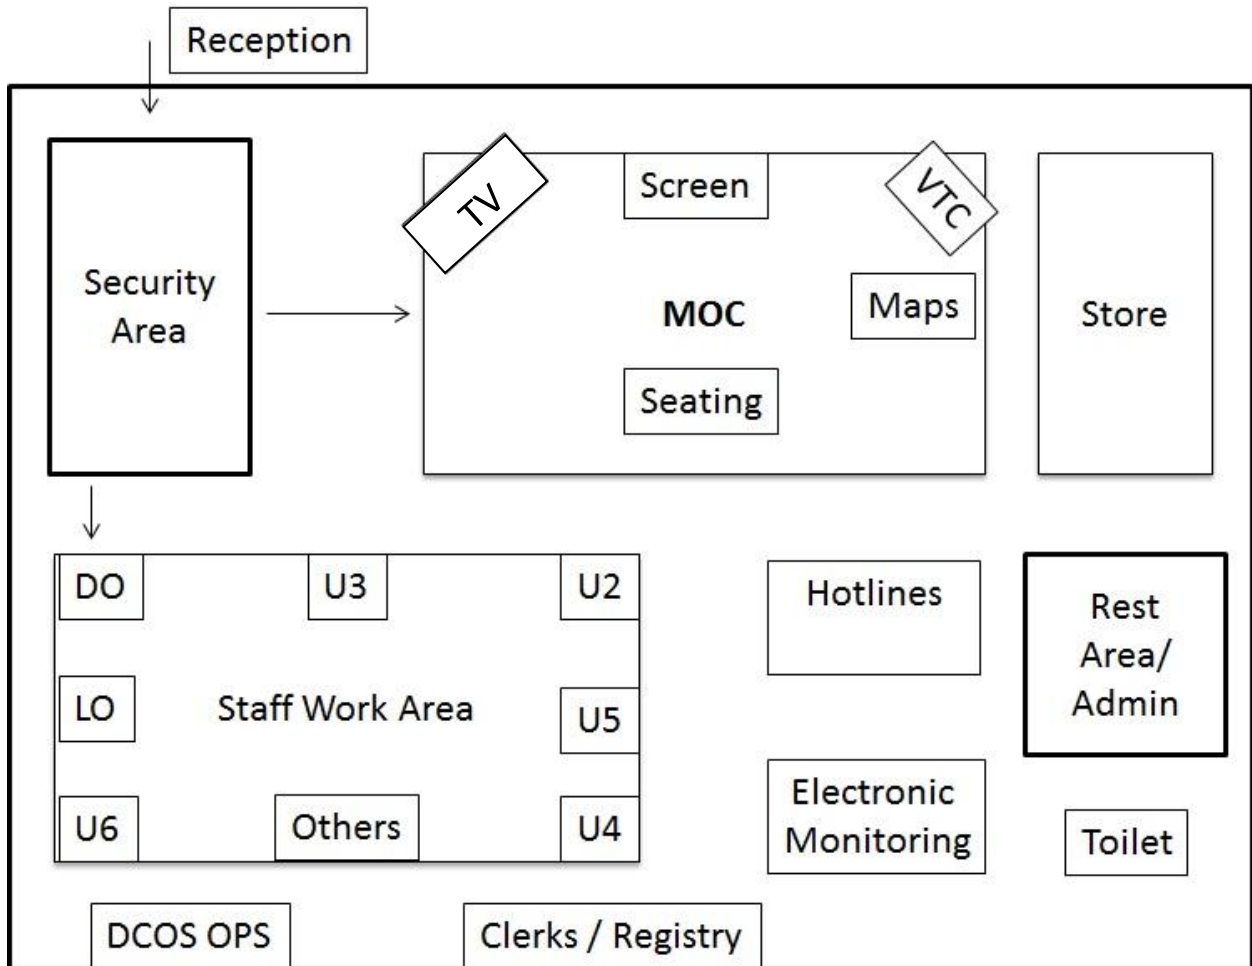 Reception
TV
Screen
VTC
Security
Area
MOC
Maps
Store
Seating
DO
U3
U2
Hotlines
Rest
Area/
Admin
LO
Staff Work Area
U5
U6
Others
U4
Electronic
Monitoring
Toilet
DCOS OPS
Clerks / Registry